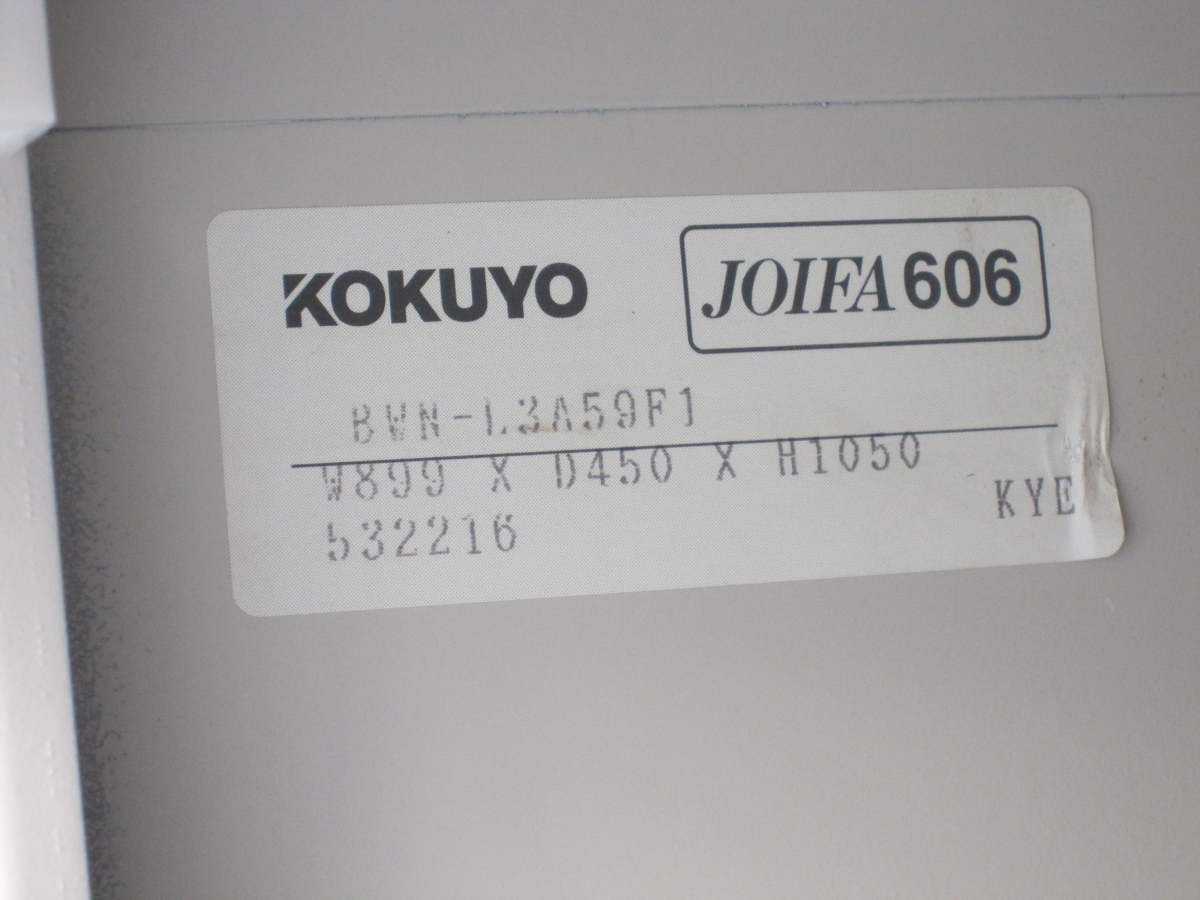 KOKUYO
JOIFA 606
BWN-L3A59F1
W899 X D450 X H1050
532216
KYE